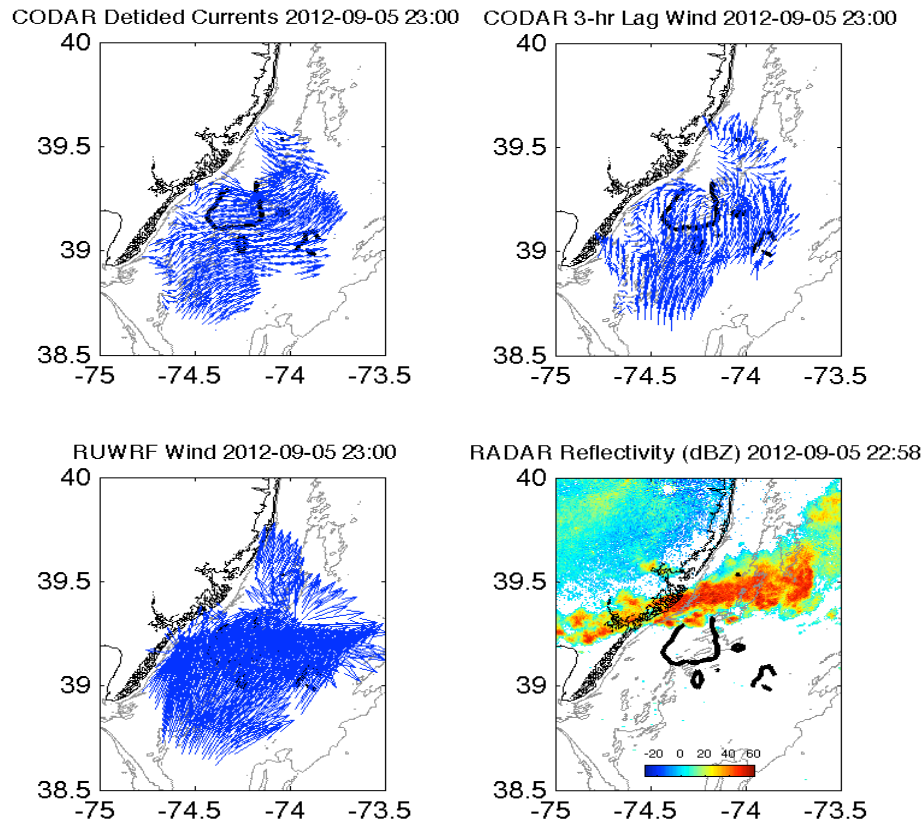 CODAR Detided Currents 2012-09-05 23:00
40
39.5
39
38.5
-75 -74.5 -74 -73.5
CODAR 3-hr Lag Wind 2012-09-05 23:00
40
39.5
39
38.5
-75 -74.5 -74 -73.5
RUWRF Wind 2012-09-05 23:00
40
39.5
39
38.5
-75 -74.5 -74 -73.5
RADAR Reflectivity (dBZ) 2012-09-05 22:58
40
39.5
39
38.5
-20 0 20 40 60
-75 -74.5 -74 -73.5